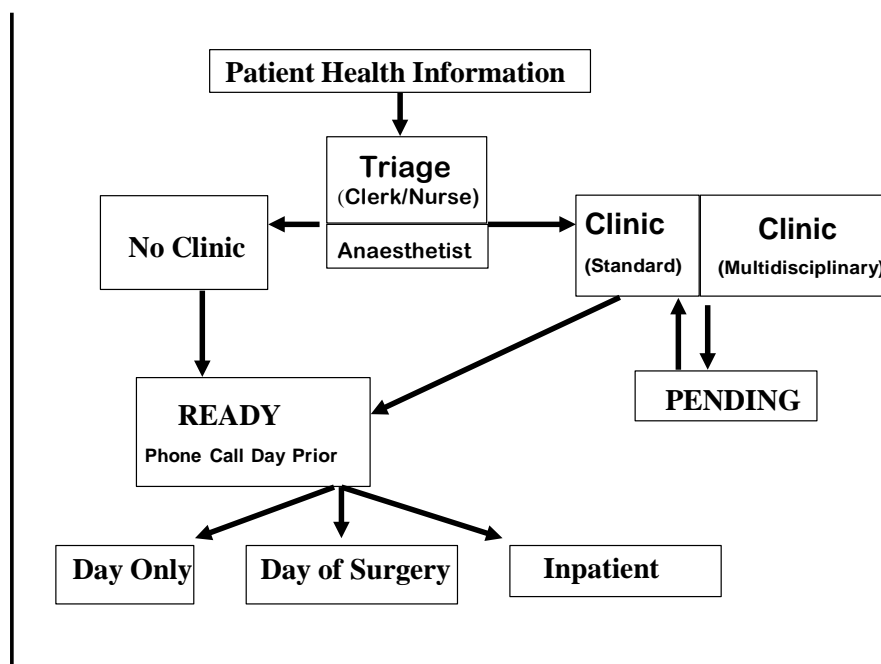 Patient Health Information
Triage
(Clerk/Nurse)
Anaesthetist
No Clinic
Clinic
(Standard)
Clinic
(Multidisciplinary)
READY
Phone Call Day Prior
PENDING
Day Only
Day of Surgery
Inpatient